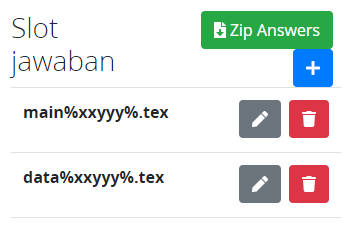 Slot
jawaban
Zip Answers
main%xxyyy%.tex
data%xxyyy%.tex